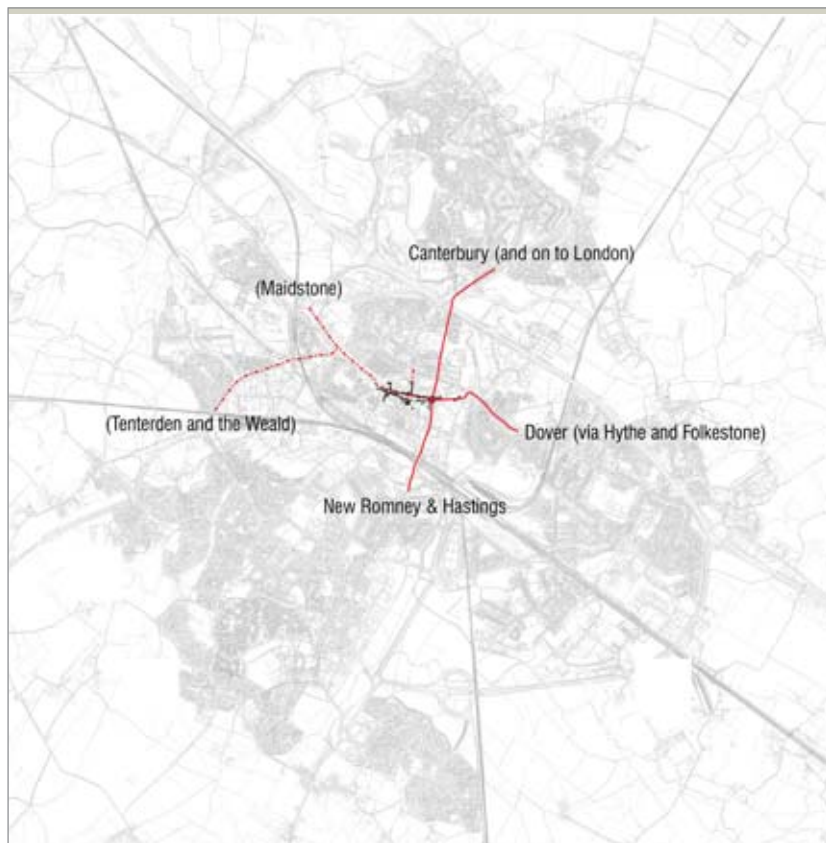 Canterbury (and on to London)
(Maidstone)
(Tenterden and the Weald)
Dover (via Hythe and Folkestone)
New Romney & Hastings